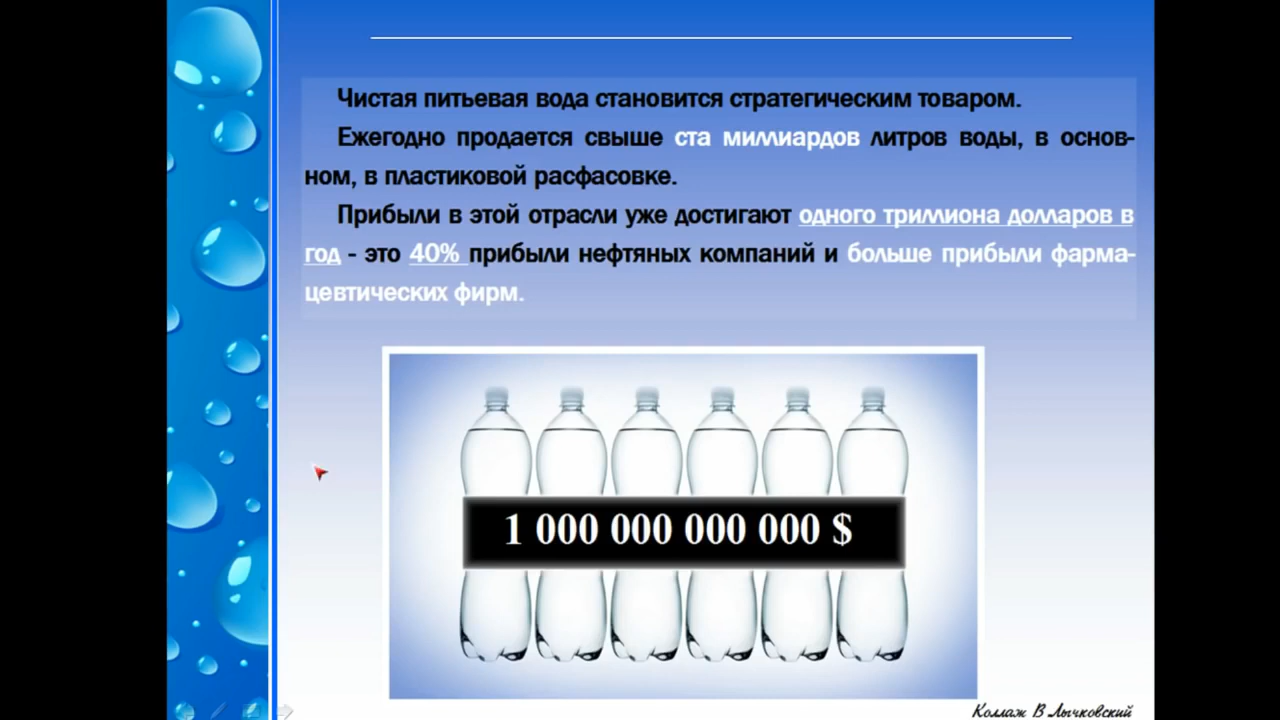 Чистая питьевая вода становится стратегическим товаром.
Ежегодно продается свыше ста миллиардов литров воды, в основ-
ном, в пластиковой расфасовке.
Прибыли в этой отрасли уже достигают одного триллиона долларов в
год - это 40% прибыли нефтяных компаний и больше прибыли фарма-
цевтических фирм.
1 000 000 000 000 $
Коллаж В Лычковский